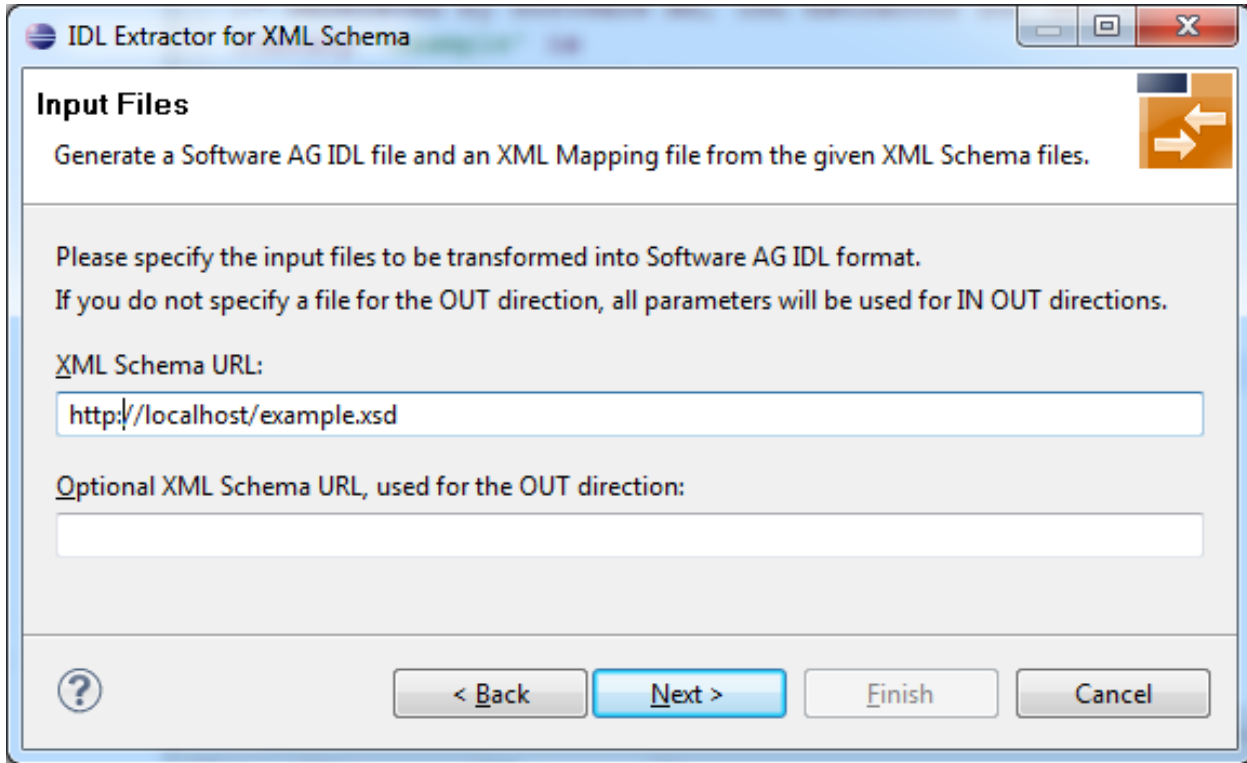 IDL Extractor for XML Schema
Input Files
Generate a Software AG IDL file and an XML Mapping file from the given XML Schema files.
Please specify the input files to be transformed into Software AG IDL format.
If you do not specify a file for the OUT direction, all parameters will be used for IN OUT directions.
XML Schema URL:
http://localhost/example.xsd
Optional XML Schema URL, used for the OUT direction:
? < Back Next > Finish Cancel